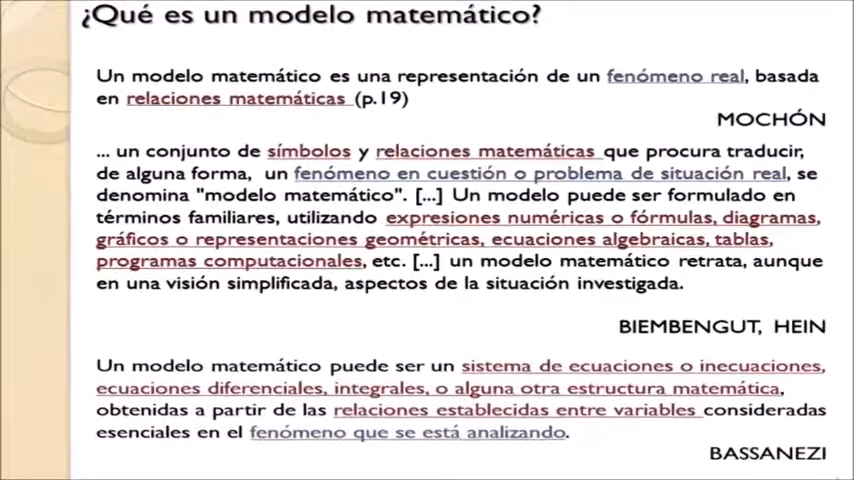 ¿Qué es un modelo matemático?
Un modelo matemático es una representación de un fenómeno real, basada
en relaciones matemáticas (p.19)
MOCHÓN
... un conjunto de símbolos y relaciones matemáticas que procura traducir,
de alguna forma, un fenómeno en cuestión o problema de situación real, se
denomina "modelo matemático". [...] Un modelo puede ser formulado en
términos familiares, utilizando expresiones numéricas o fórmulas, diagramas,
gráficos o representaciones geométricas, ecuaciones algebraicas, tablas,
programas computacionales, etc. [...] un modelo matemático retrata, aunque
en una visión simplificada, aspectos de la situación investigada.
BIEMBENGUT, HEIN
Un modelo matemático puede ser un sistema de ecuaciones o inecuaciones,
ecuaciones diferenciales, integrales, o alguna otra estructura matemática,
obtenidas a partir de las relaciones establecidas entre variables consideradas
esenciales en el fenómeno que se está analizando.
BASSANEZI